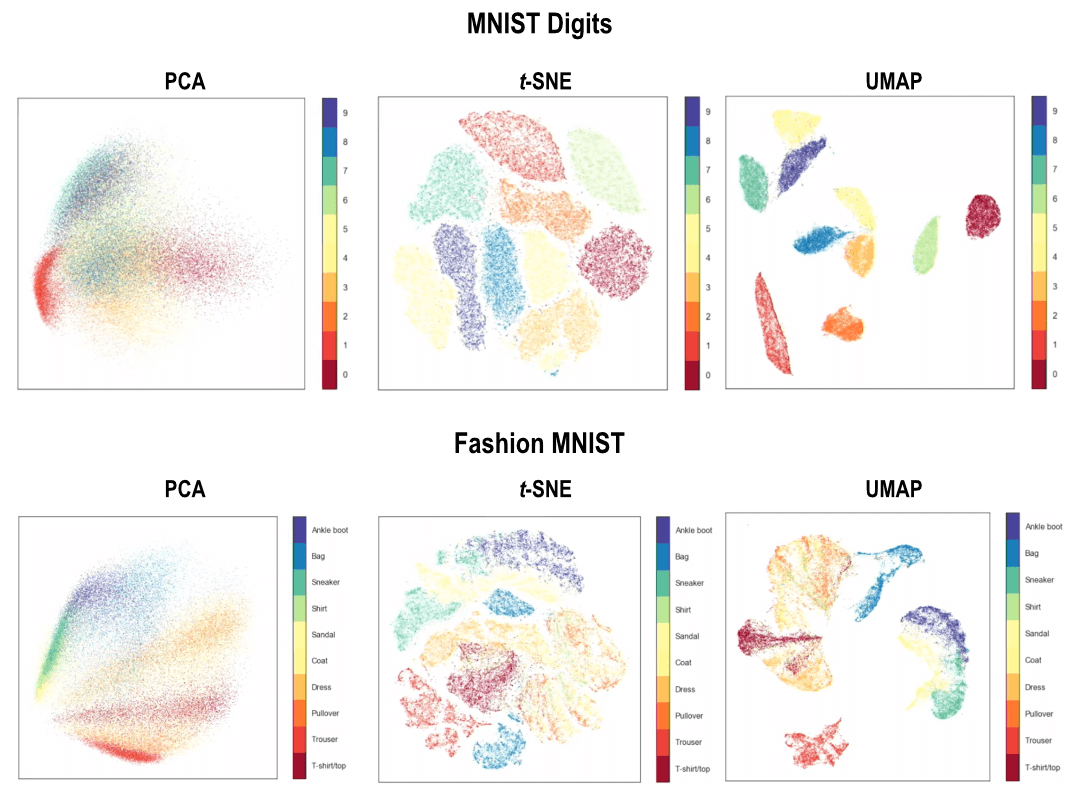 MNIST Digits
PCA
t-SNE
UMAP
9
8
7
6
5
4
3
2
1
0
9
8
7
6
5
4
3
2
1
0
9
8
7
6
5
4
3
2
1
0
Fashion MNIST
PCA
t-SNE
UMAP
Ankle boot
Bag
Sneaker
Shirt
Sandal
Coat
Dress
Pullover
Trouser
T-shirt/top
Ankle boot
Bag
Sneaker
Shirt
Sandal
Coat
Dress
Pullover
Trouser
T-shirt/top
Ankle boot
Bag
Sneaker
Shirt
Sandal
Coat
Dress
Pullover
Trouser
T-shirt/top